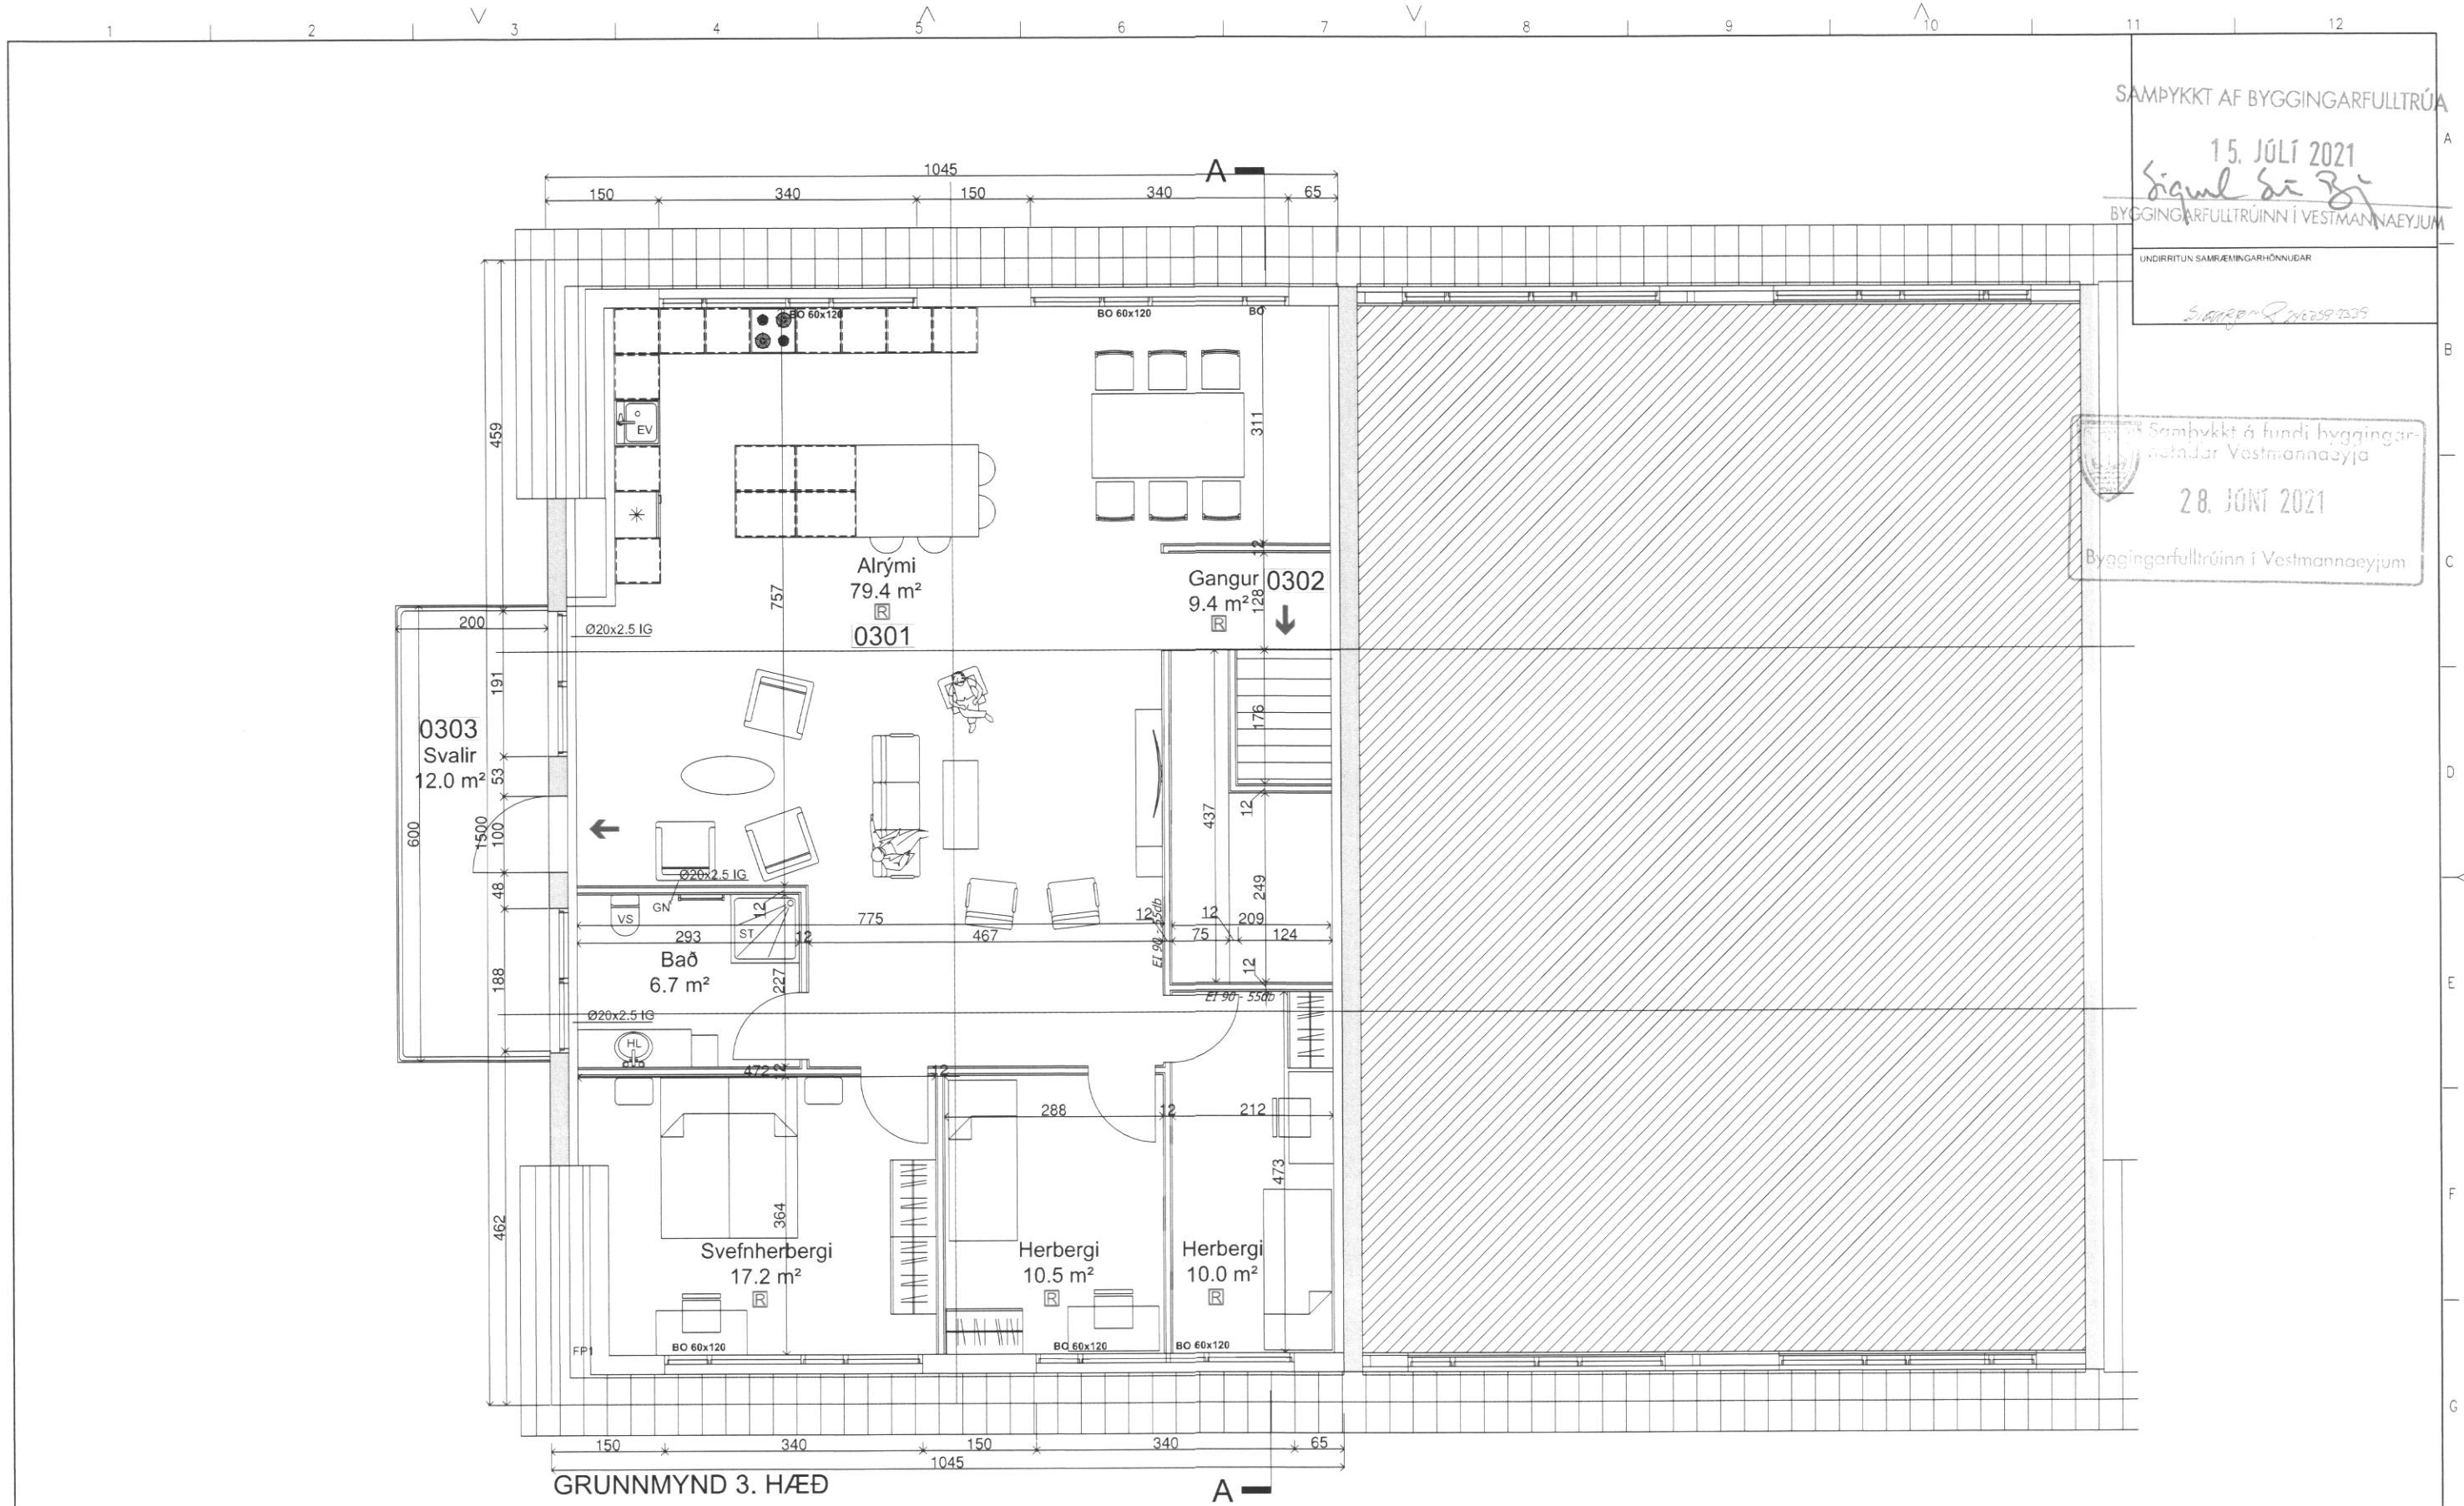 1 2 3 4 5 6 7 8 9 10 11 12
SAMÞYKKT AF BYGGINGARFULLTRÚA
A
15. JÚLÍ 2021
BYGGINGARFULLTRÚINN Í VESTMANNAEYJUM
UNDIRRITUN SAMRÆMINGARHÖNNUÐAR
A
1045
150 340 150 340 65
BO 60x120
BO 60x120
BO
B
EV
459
311
Samþykkt á fundi byggingar-
nefndar Vestmannaeyja
28. JÚNÍ 2021
Byggingarfulltrúinn í Vestmannaeyjum
C
12
Alrými
79.4 m²
R
0301
757
Gangur
9.4 m²
R
0302
128
200
Ø20x2.5 IG
191
176
0303
Svalir
12.0 m²
53
D
600
1500
100
437
12
48
Ø20x2.5 IG
249
VS
GN
12
ST
775
12
12
209
293
12
467
75
124
EI 90 - 55db
Bað
6.7 m²
227
12
188
EI 90 - 55db
E
Ø20x2.5 IG
HL
472
12
12
288
12
212
473
462
364
F
Svefnherbergi
17.2 m²
R
Herbergi
10.5 m²
R
Herbergi
10.0 m²
R
FP1
BO 60x120
BO 60x120
BO 60x120
G
150 340 150 340 65
1045
GRUNNMYND 3. HÆÐ
A